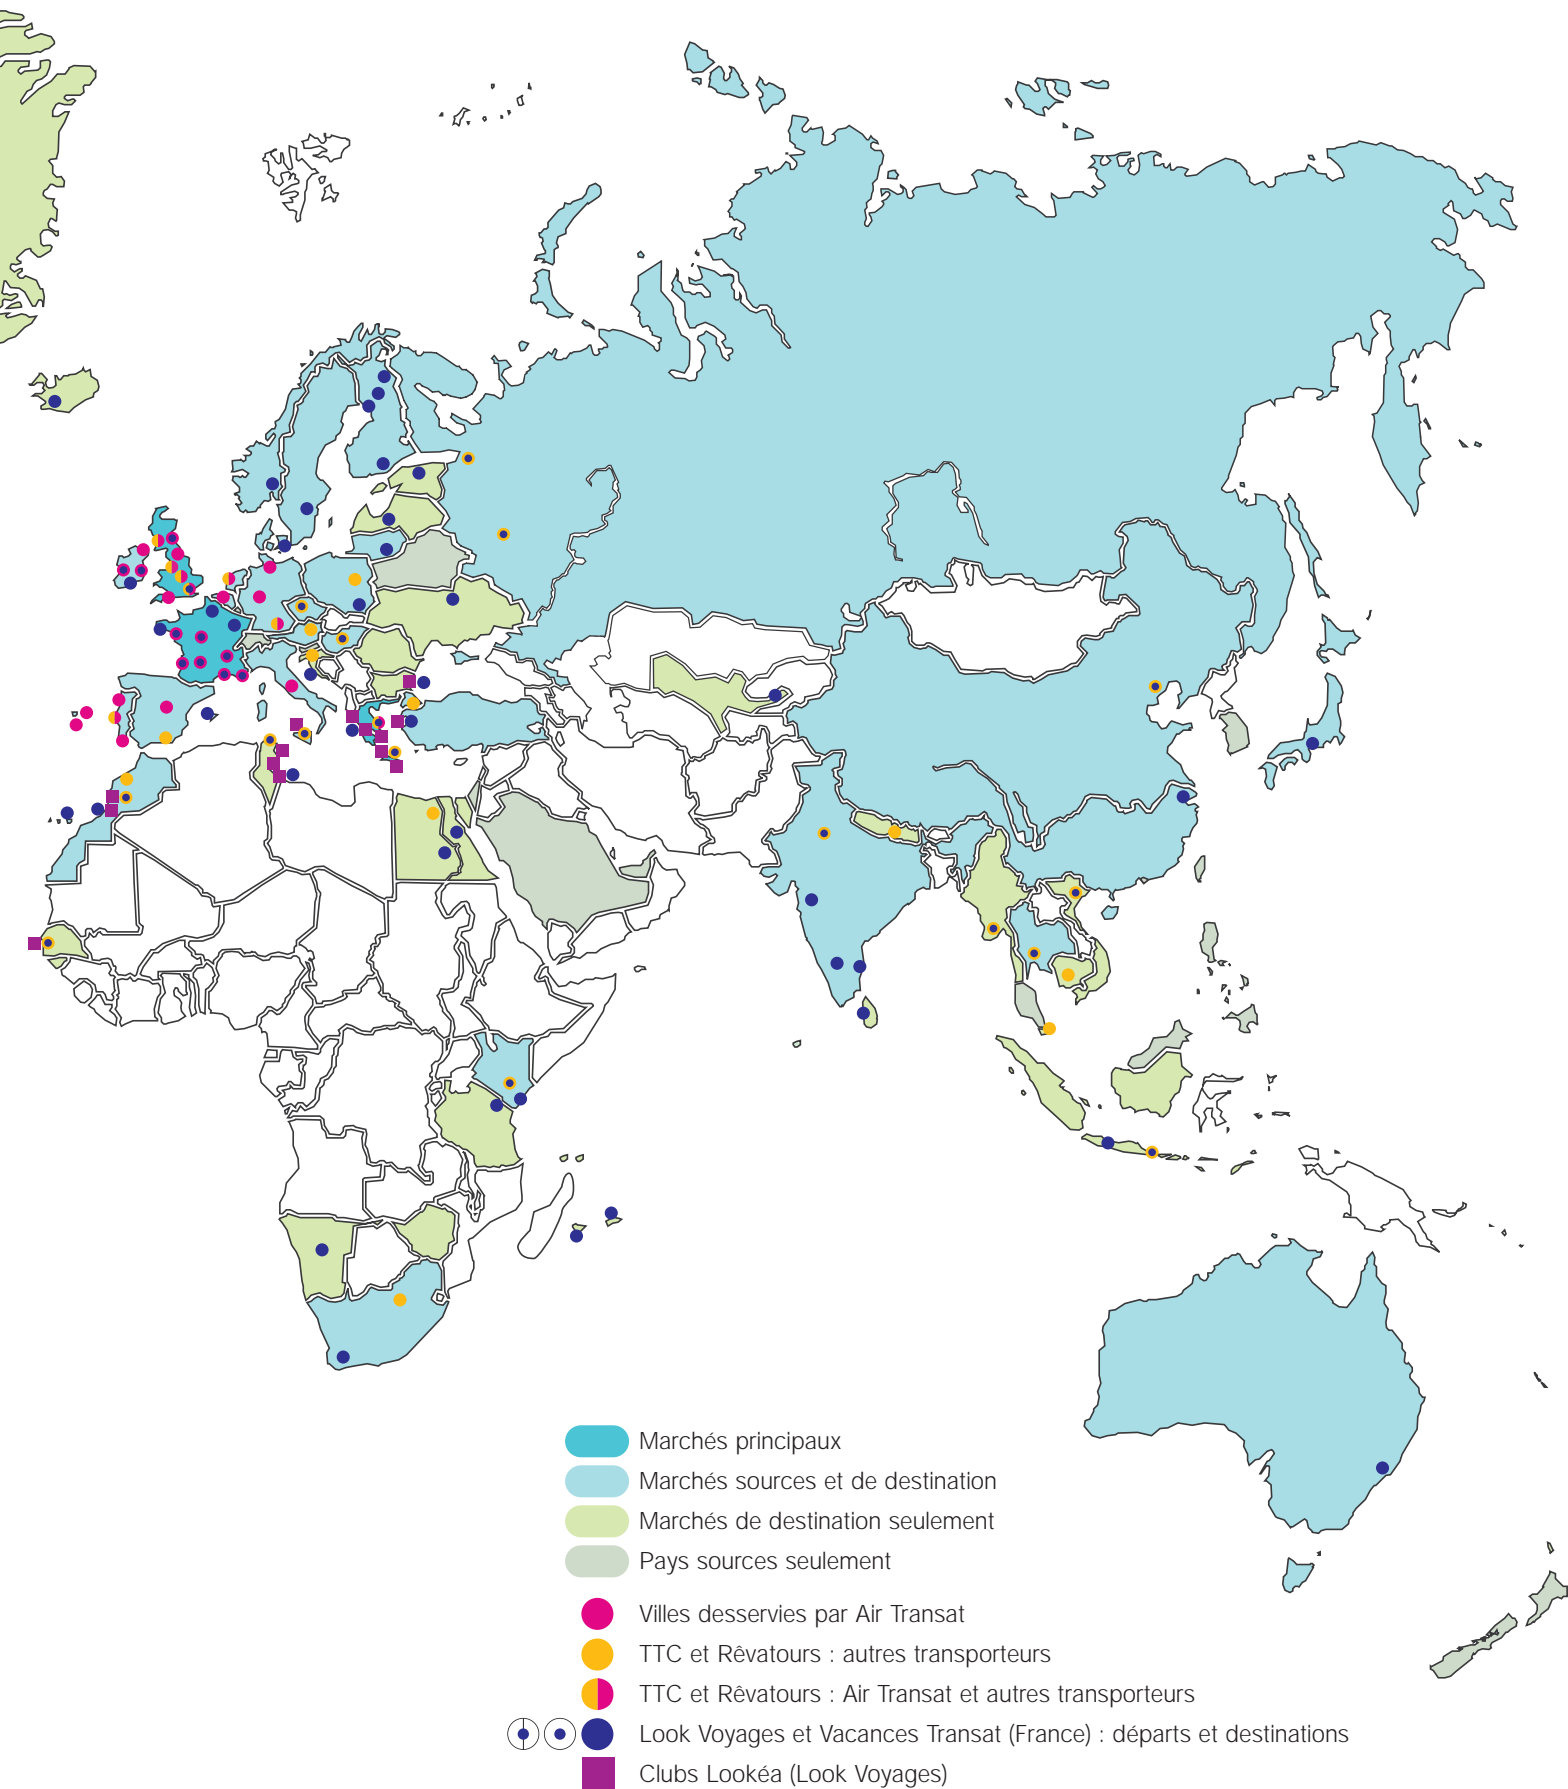 Marchés principaux
Marchés sources et de destination
Marchés de destination seulement
Pays sources seulement
Villes desservies par Air Transat
TTC et Rêvatours : autres transporteurs
TTC et Rêvatours : Air Transat et autres transporteurs
Look Voyages et Vacances Transat (France) : départs et destinations
Clubs Lookéa (Look Voyages)